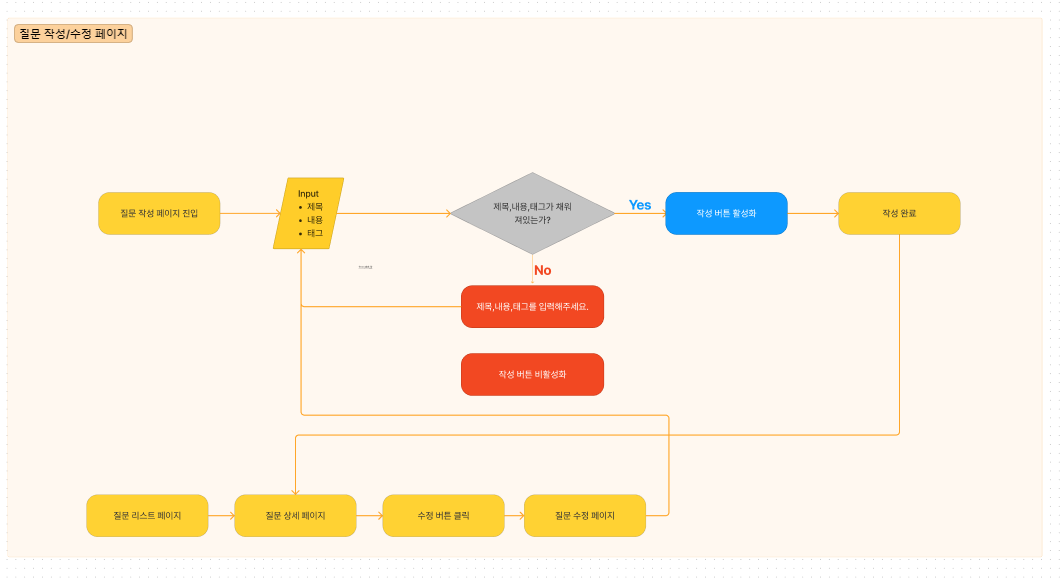 질문 작성/수정 페이지
질문 작성 페이지 진입
Input
• 제목
• 내용
• 태그
제목,내용,태그가 채워
져있는가?
Yes
작성 버튼 활성화
작성 완료
No
제목,내용,태그를 입력해주세요.
작성 버튼 비활성화
질문 리스트 페이지
질문 상세 페이지
수정 버튼 클릭
질문 수정 페이지